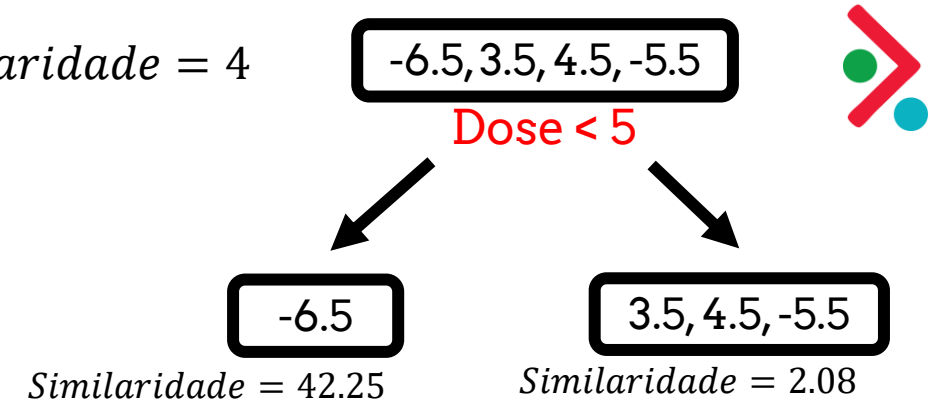 aridade = 4
-6.5, 3.5, 4.5, -5.5
Dose < 5
-6.5
3.5, 4.5, -5.5
Similaridade = 42.25
Similaridade = 2.08